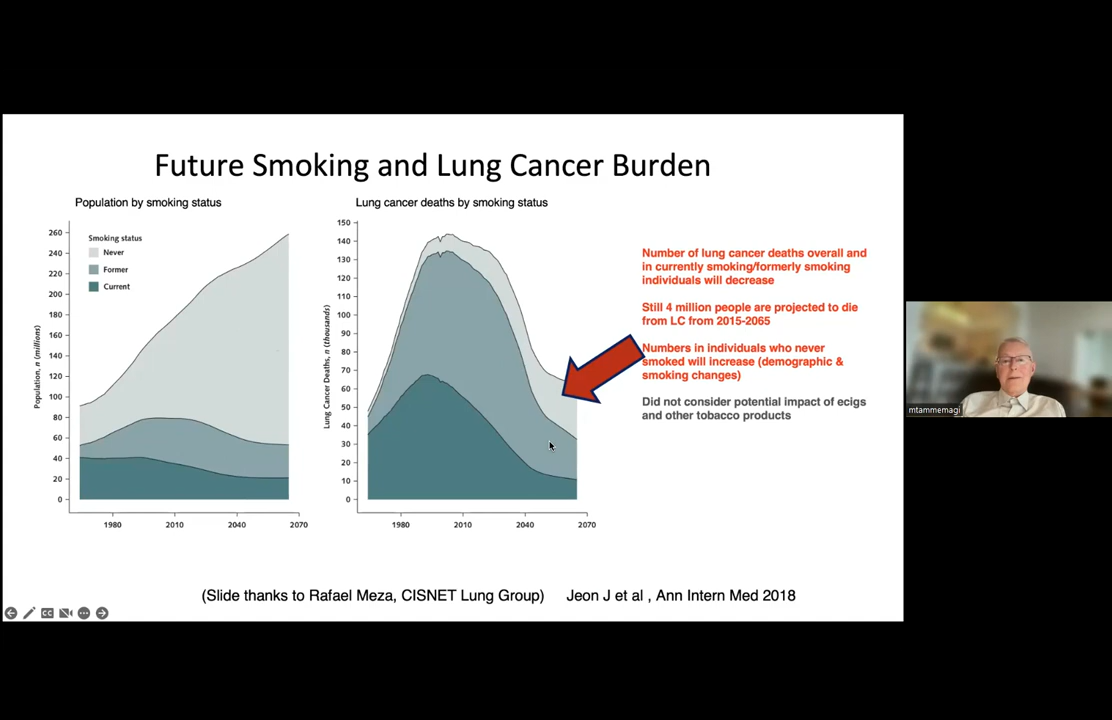 Future Smoking and Lung Cancer Burden
Population by smoking status
Smoking status
Never
Former
Current
Population, n (millions)
260
240
220
200
180
160
140
120
100
80
60
40
20
0
1980
2010
2040
2070
Lung cancer deaths by smoking status
Lung Cancer Deaths, n (thousands)
150
140
130
120
110
100
90
80
70
60
50
40
30
20
10
0
1980
2010
2040
2070
Number of lung cancer deaths overall and
in currently smoking/formerly smoking
individuals will decrease
Still 4 million people are projected to die
from LC from 2015-2065
Numbers in individuals who never
smoked will increase (demographic &
smoking changes)
Did not consider potential impact of ecigs
and other tobacco products
mtammemagi
(Slide thanks to Rafael Meza, CISNET Lung Group) Jeon J et al , Ann Intern Med 2018
CC